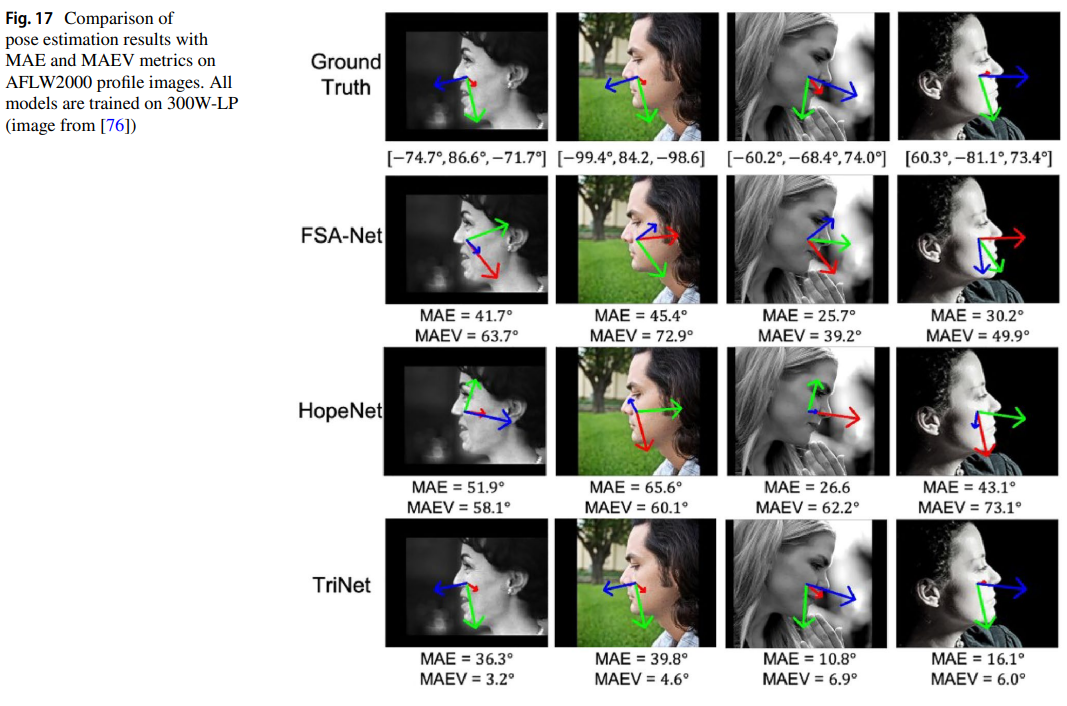 Fig. 17 Comparison of
pose estimation results with
MAE and MAEV metrics on
AFLW2000 profile images. All
models are trained on 300W-LP
(image from [76])
Ground
Truth
[−74.7°, 86.6°, −71.7°] [−99.4°, 84.2, −98.6] [−60.2°, −68.4°, 74.0°] [60.3°, −81.1°, 73.4°]
FSA-Net
MAE = 41.7° MAE = 45.4° MAE = 25.7° MAE = 30.2°
MAEV = 63.7° MAEV = 72.9° MAEV = 39.2° MAEV = 49.9°
HopeNet
MAE = 51.9° MAE = 65.6° MAE = 26.6 MAE = 43.1°
MAEV = 58.1° MAEV = 60.1° MAEV = 62.2° MAEV = 73.1°
TriNet
MAE = 36.3° MAE = 39.8° MAE = 10.8° MAE = 16.1°
MAEV = 3.2° MAEV = 4.6° MAEV = 6.9° MAEV = 6.0°